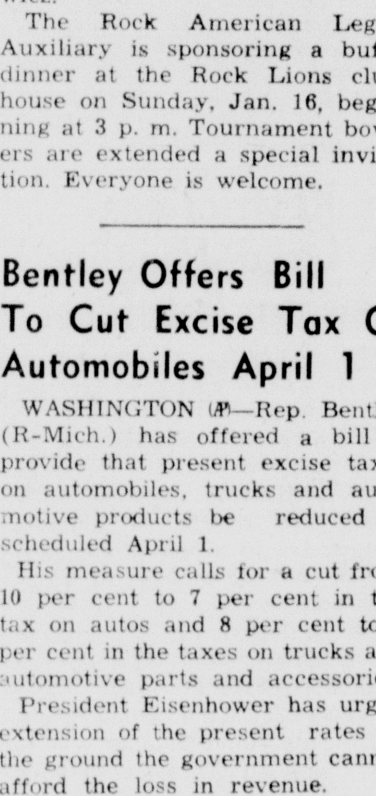 The Rock American Leg
Auxiliary is sponsoring a buf
dinner at the Rock Lions clu
house on Sunday, Jan. 16, beg
ning at 3 p. m. Tournament bow
ers are extended a special invi
tion. Everyone is welcome.
Bentley Offers Bill
To Cut Excise Tax
Automobiles April 1
WASHINGTON (AP)—Rep. Bent
(R-Mich.) has offered a bill
provide that present excise tax
on automobiles, trucks and au
motive products be reduced
scheduled April 1.
His measure calls for a cut fro
10 per cent to 7 per cent in t
tax on autos and 8 per cent to
per cent in the taxes on trucks a
automotive parts and accessorie
President Eisenhower has urg
extension of the present rates
the ground the government cann
afford the loss in revenue.